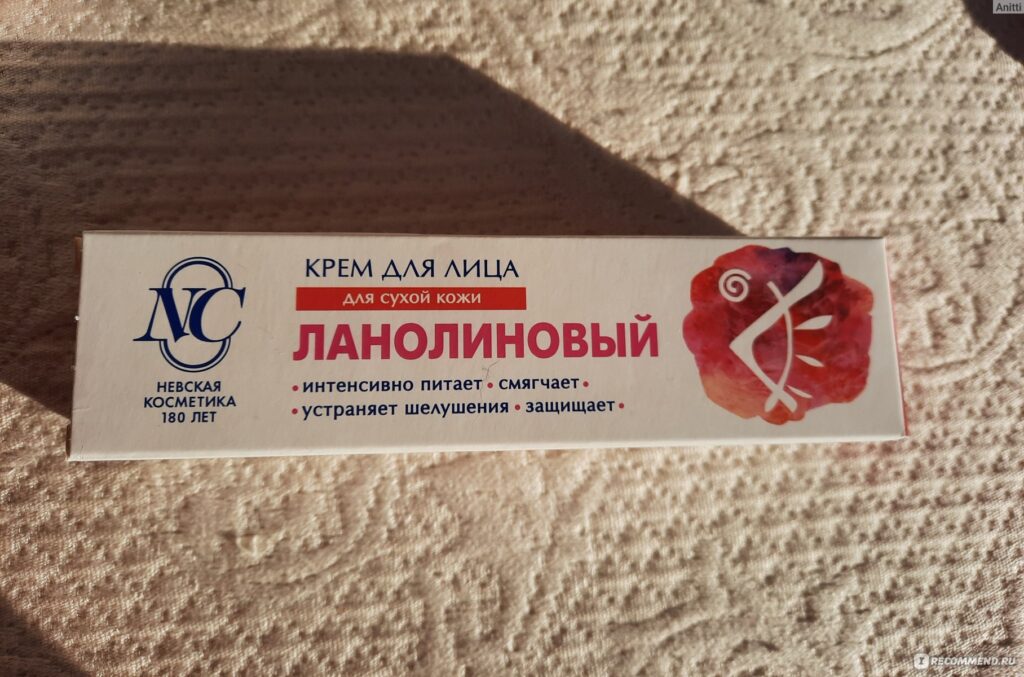 Anitti
NC
НЕВСКАЯ
КОСМЕТИКА
180 ЛЕТ
КРЕМ ДЛЯ ЛИЦА
ДЛЯ СУХОЙ КОЖИ
ЛАНОЛИНОВЫЙ
• ИНТЕНСИВНО ПИТАЕТ • СМЯГЧАЕТ •
• УСТРАНЯЕТ ШЕЛУШЕНИЯ • ЗАЩИЩАЕТ •
IRECOMMEND.RU